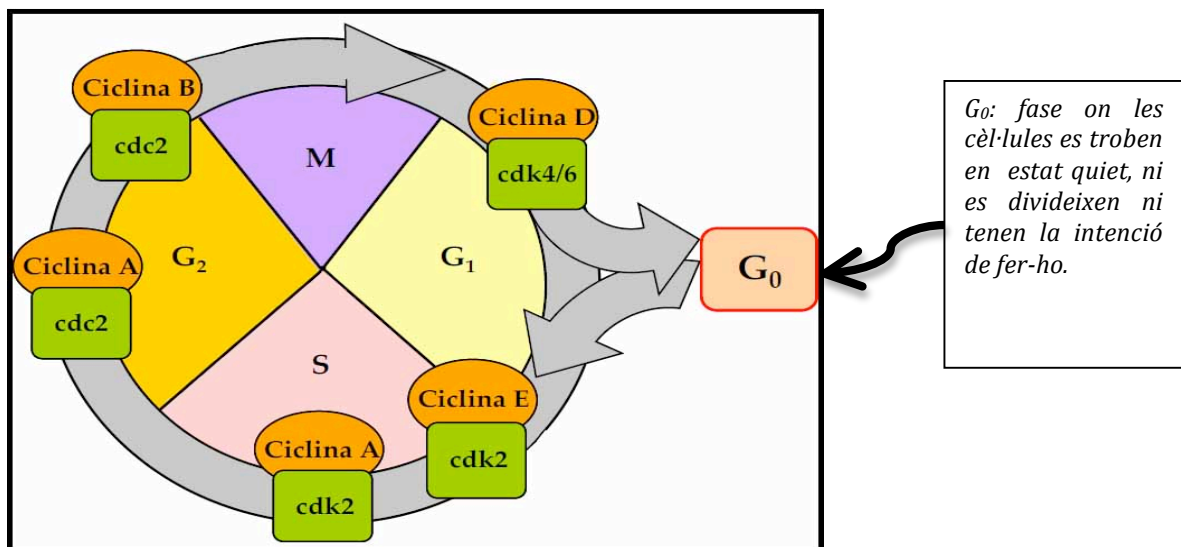 Ciclina B
cdc2
M
Ciclina D
cdk4/6
G₂
G₁
G₀
Ciclina A
cdc2
S
Ciclina E
cdk2
Ciclina A
cdk2
G₀: fase on les
cèl·lules es troben
en estat quiet, ni
es divideixen ni
tenen la intenció
de fer-ho.